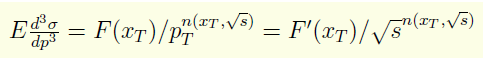 $E\frac{d^3\sigma}{dp^3} = F(x_T)/p_T^{n(x_T,\sqrt{s})} = F'(x_T)/\sqrt{s}^{n(x_T,\sqrt{s})}$